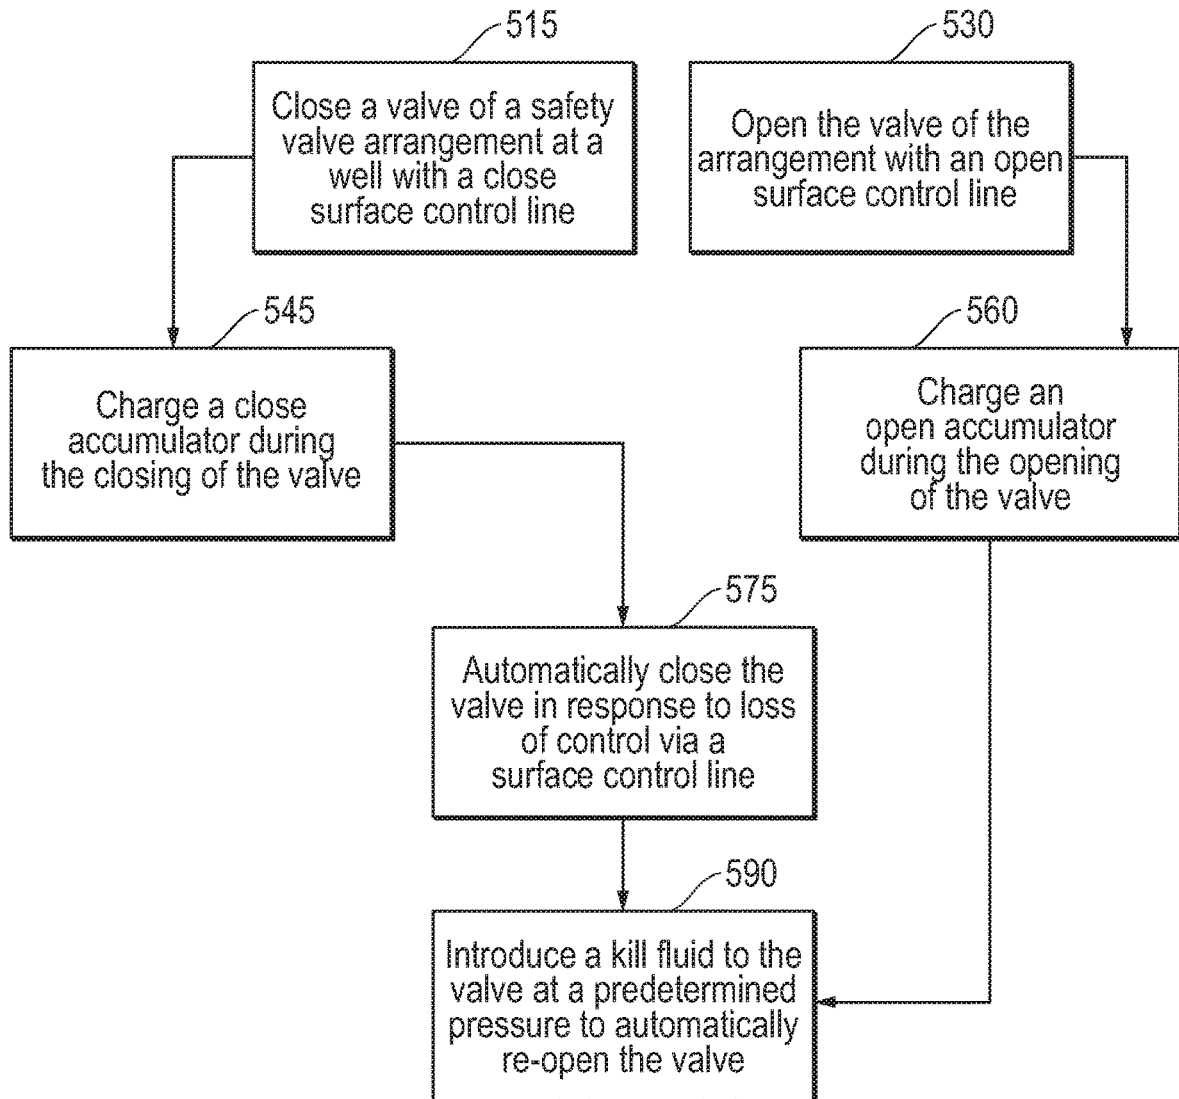 515
Close a valve of a safety
valve arrangement at a
well with a close
surface control line
530
Open the valve of the
arrangement with an open
surface control line
545
Charge a close
accumulator during
the closing of the valve
560
Charge an
open accumulator
during the opening
of the valve
575
Automatically close the
valve in response to loss
of control via a
surface control line
590
Introduce a kill fluid to the
valve at a predetermined
pressure to automatically
re-open the valve